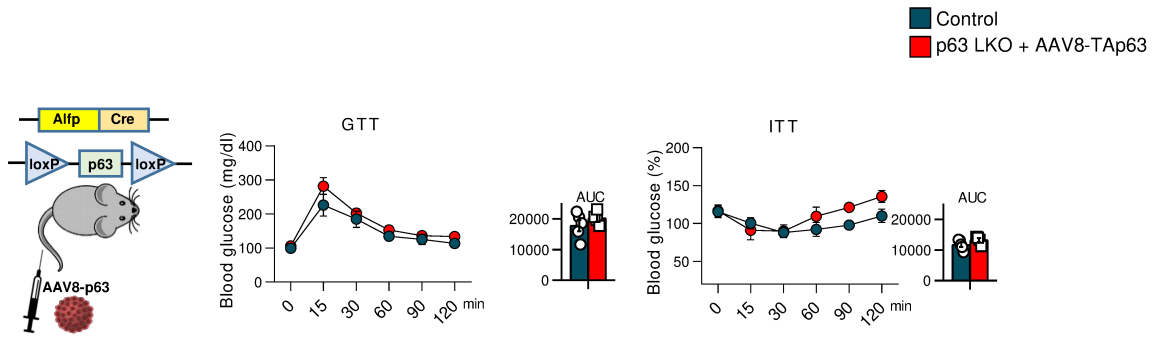 Control
p63 LKO + AAV8-TAp63
Alfp Cre
loxP p63 loxP
AAV8-p63
GTT
Blood glucose (mg/dl)
400
300
200
100
0
0 15 30 60 90 120 min
AUC
20000
10000
0
ITT
Blood glucose (%)
200
150
100
50
0 15 30 60 90 120 min
AUC
20000
10000
0